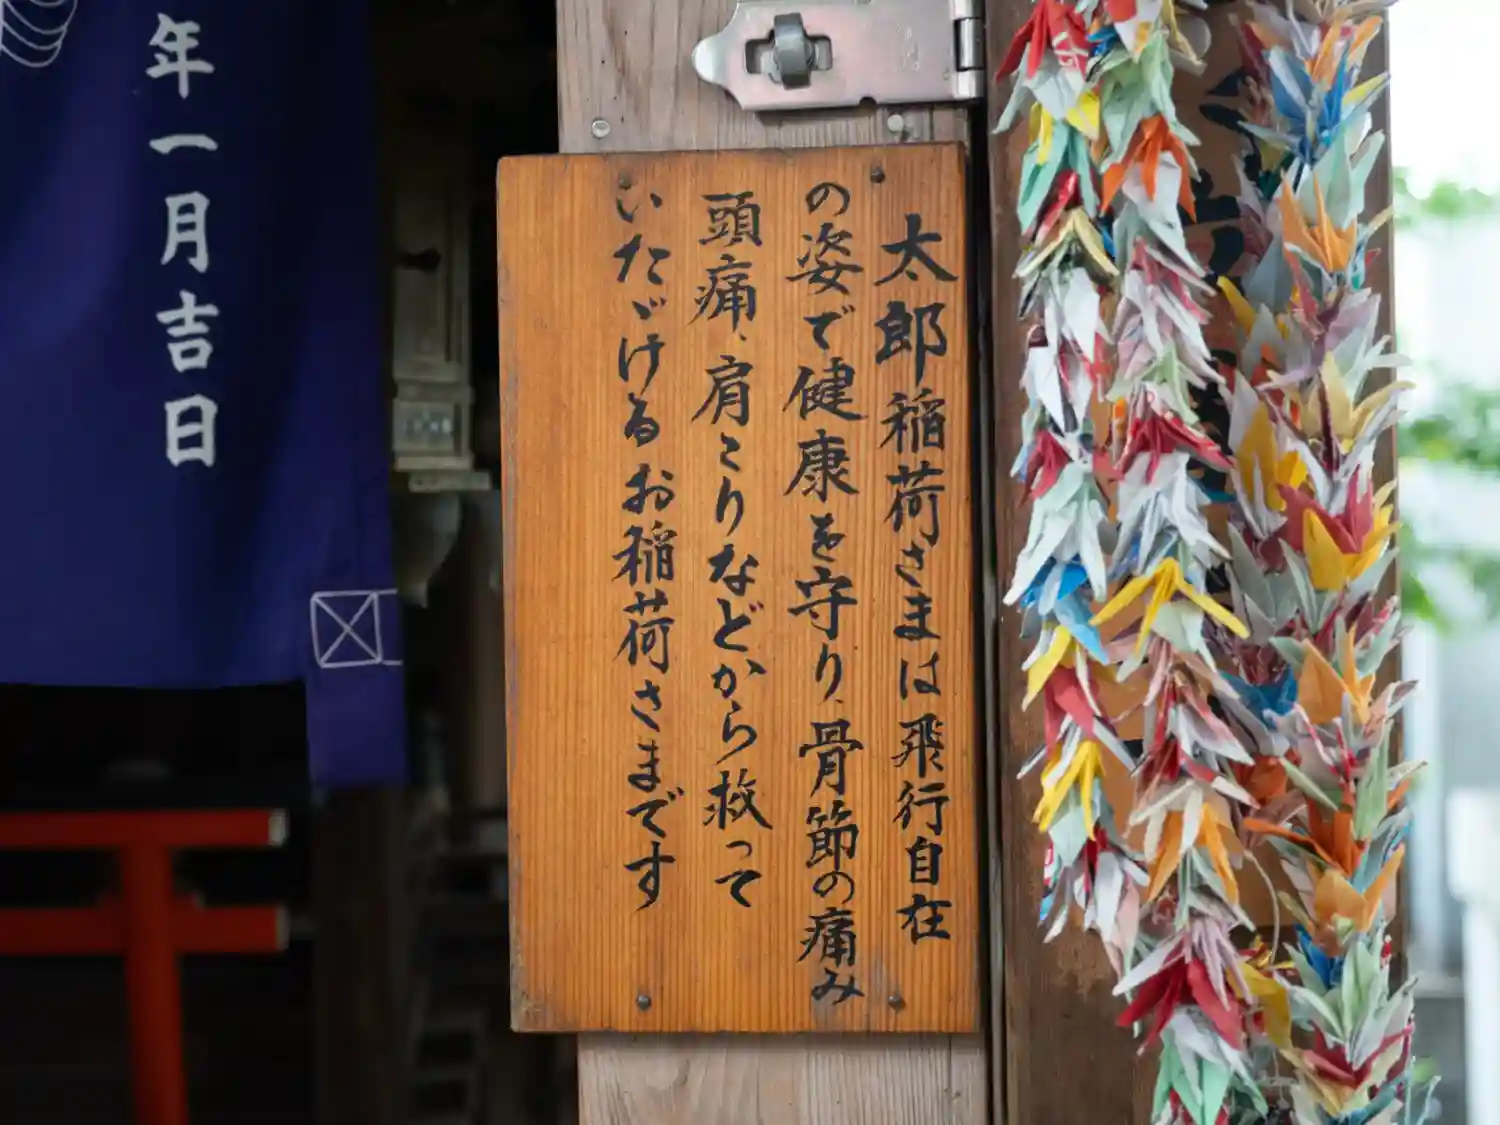 太郎稲荷さまは飛行自在
の姿で健康を守り、骨節の痛み
頭痛、肩こりなどから救って
いたゞけるお稲荷さまです
年一月吉日